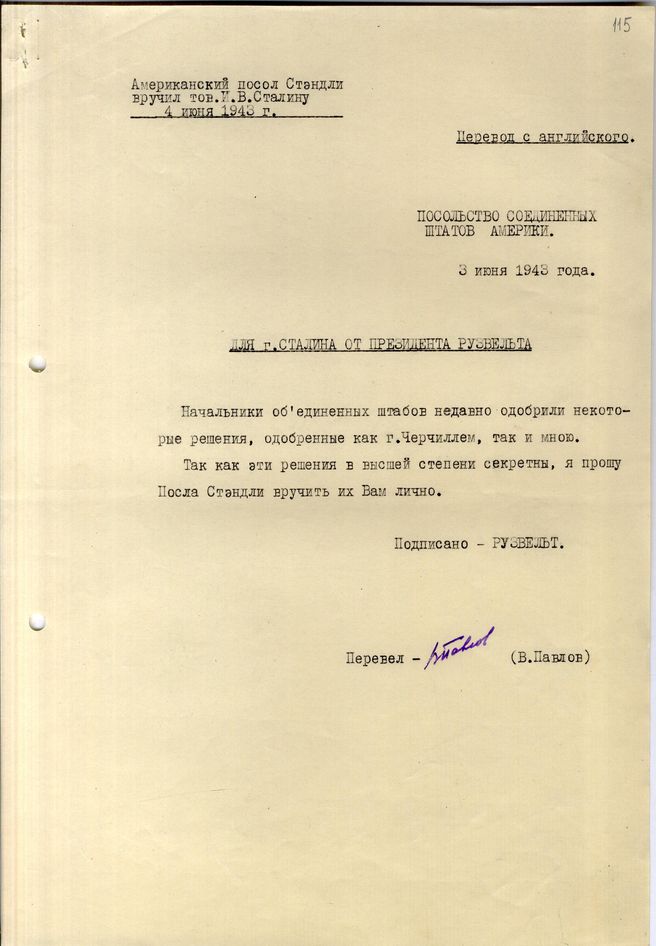 115
Американский посол Стэндли
вручил тов.И.В.Сталину
4 июня 1943 г.
Перевод с английского.
ПОСОЛЬСТВО СОЕДИНЕННЫХ
ШТАТОВ АМЕРИКИ.
3 июня 1943 года.
ДЛЯ г.СТАЛИНА ОТ ПРЕЗИДЕНТА РУЗВЕЛЬТА
Начальники об'единенных штабов недавно одобрили некото-
рые решения, одобренные как г.Черчиллем, так и мною.
Так как эти решения в высшей степени секретны, я прошу
Посла Стэндли вручить их Вам лично.
Подписано - РУЗВЕЛЬТ.
Перевел - ВПавлов (В.Павлов)